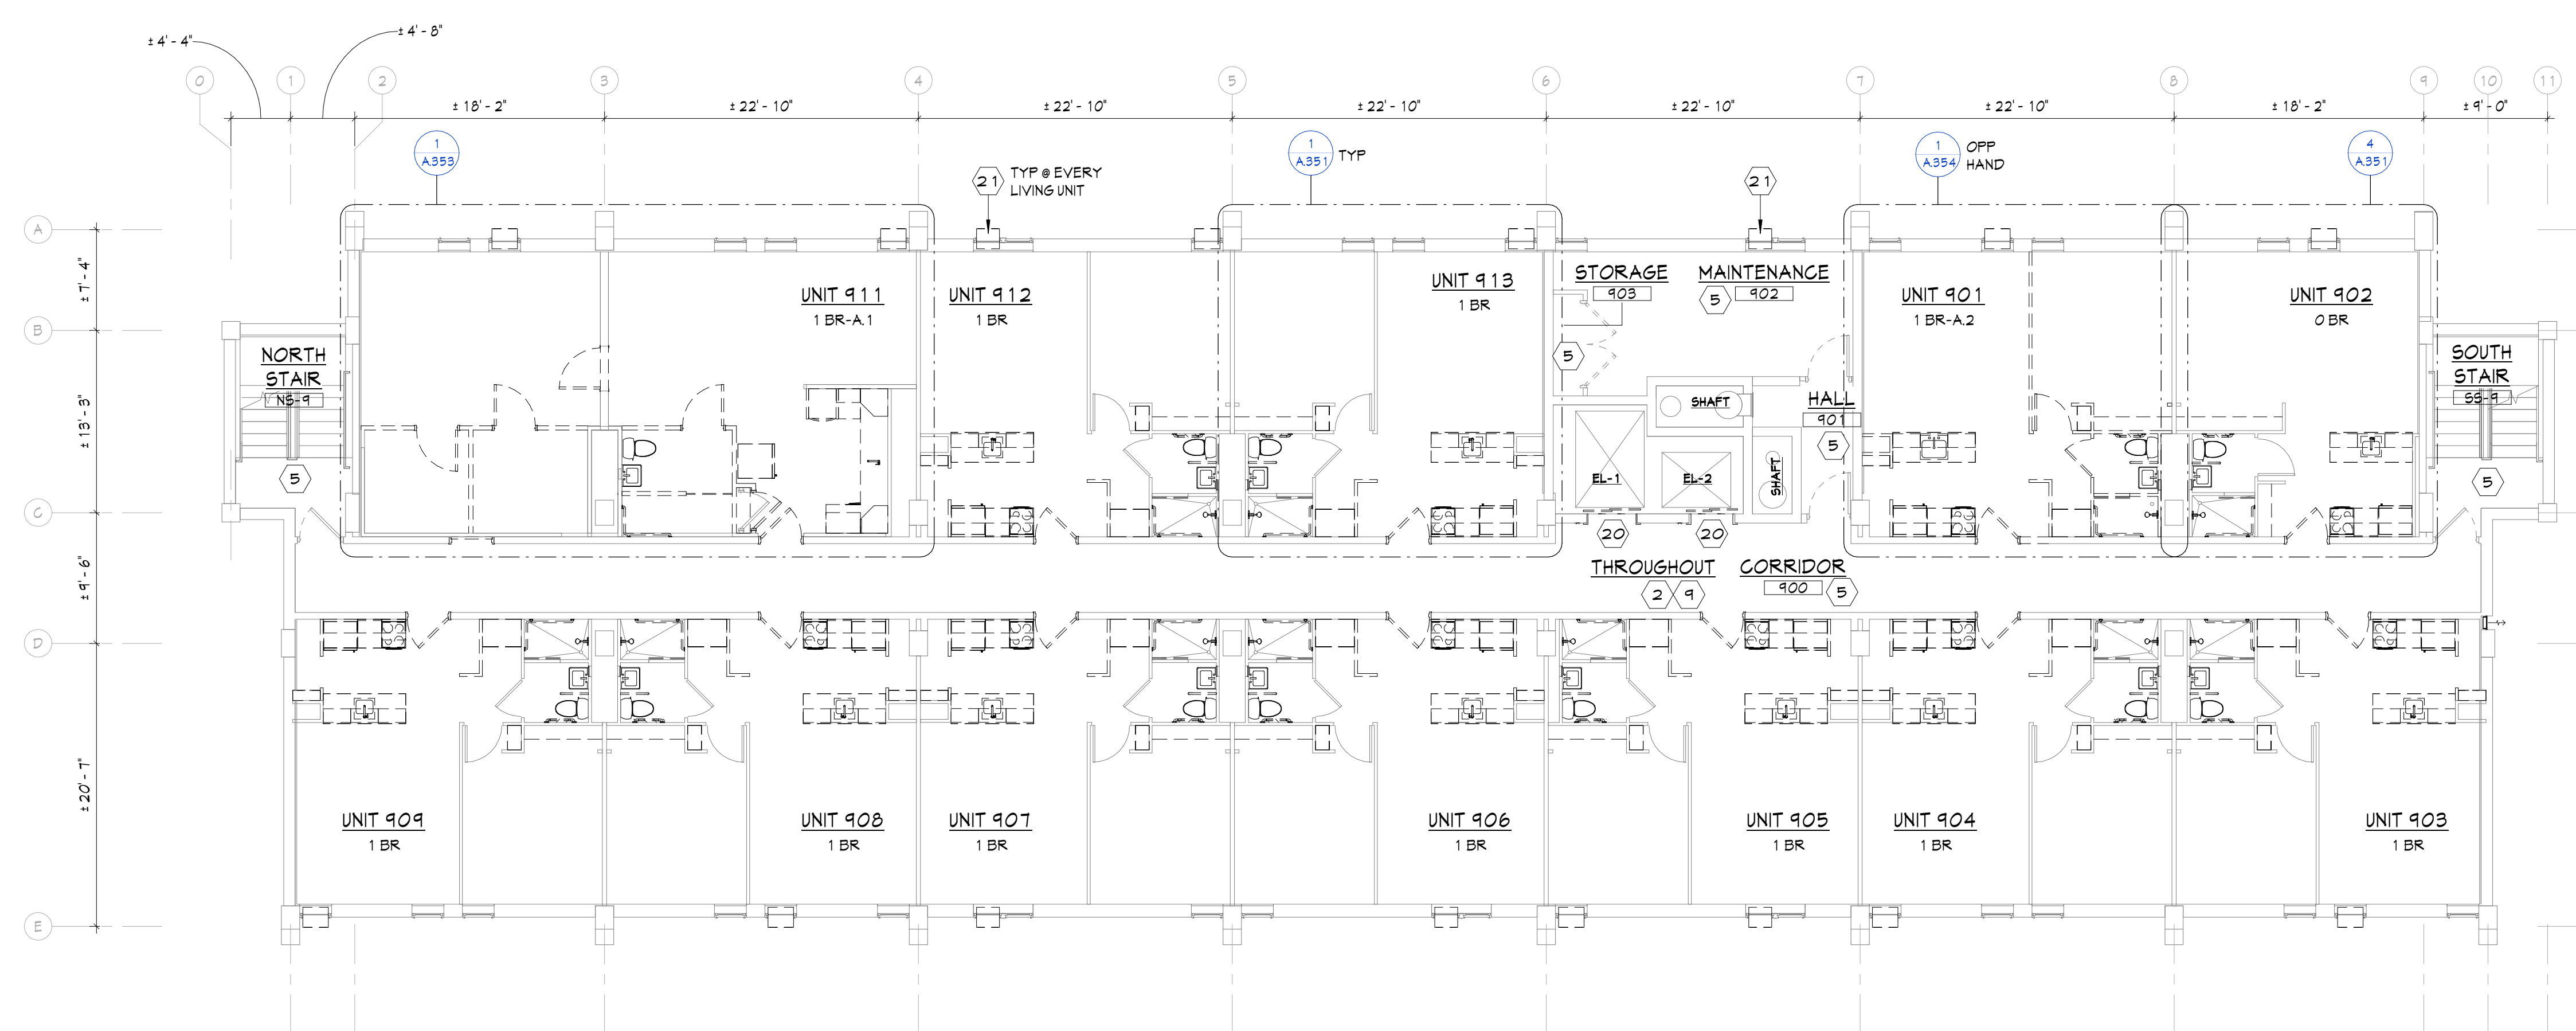 ± 4' - 4"
± 4' - 8"
0
1
2
3
4
5
6
7
8
9
10
11
± 18' - 2"
± 22' - 10"
± 22' - 10"
± 22' - 10"
± 22' - 10"
± 22' - 10"
± 18' - 2"
± 9' - 0"
1
A.353
21
TYP @ EVERY
LIVING UNIT
1
A.351
TYP
21
1
A.354
OPP
HAND
4
A.351
A
B
C
D
E
± 7' - 4"
± 13' - 3"
± 9' - 6"
± 20' - 7"
UNIT 911
1 BR-A.1
UNIT 912
1 BR
UNIT 913
1 BR
STORAGE
903
MAINTENANCE
5
902
UNIT 901
1 BR-A.2
UNIT 902
0 BR
NORTH
STAIR
NS-9
5
5
SHAFT
HALL
901
5
EL-1
EL-2
SHAFT
SOUTH
STAIR
SS-9
5
20
20
THROUGHOUT
2
9
CORRIDOR
900
5
UNIT 909
1 BR
UNIT 908
1 BR
UNIT 907
1 BR
UNIT 906
1 BR
UNIT 905
1 BR
UNIT 904
1 BR
UNIT 903
1 BR